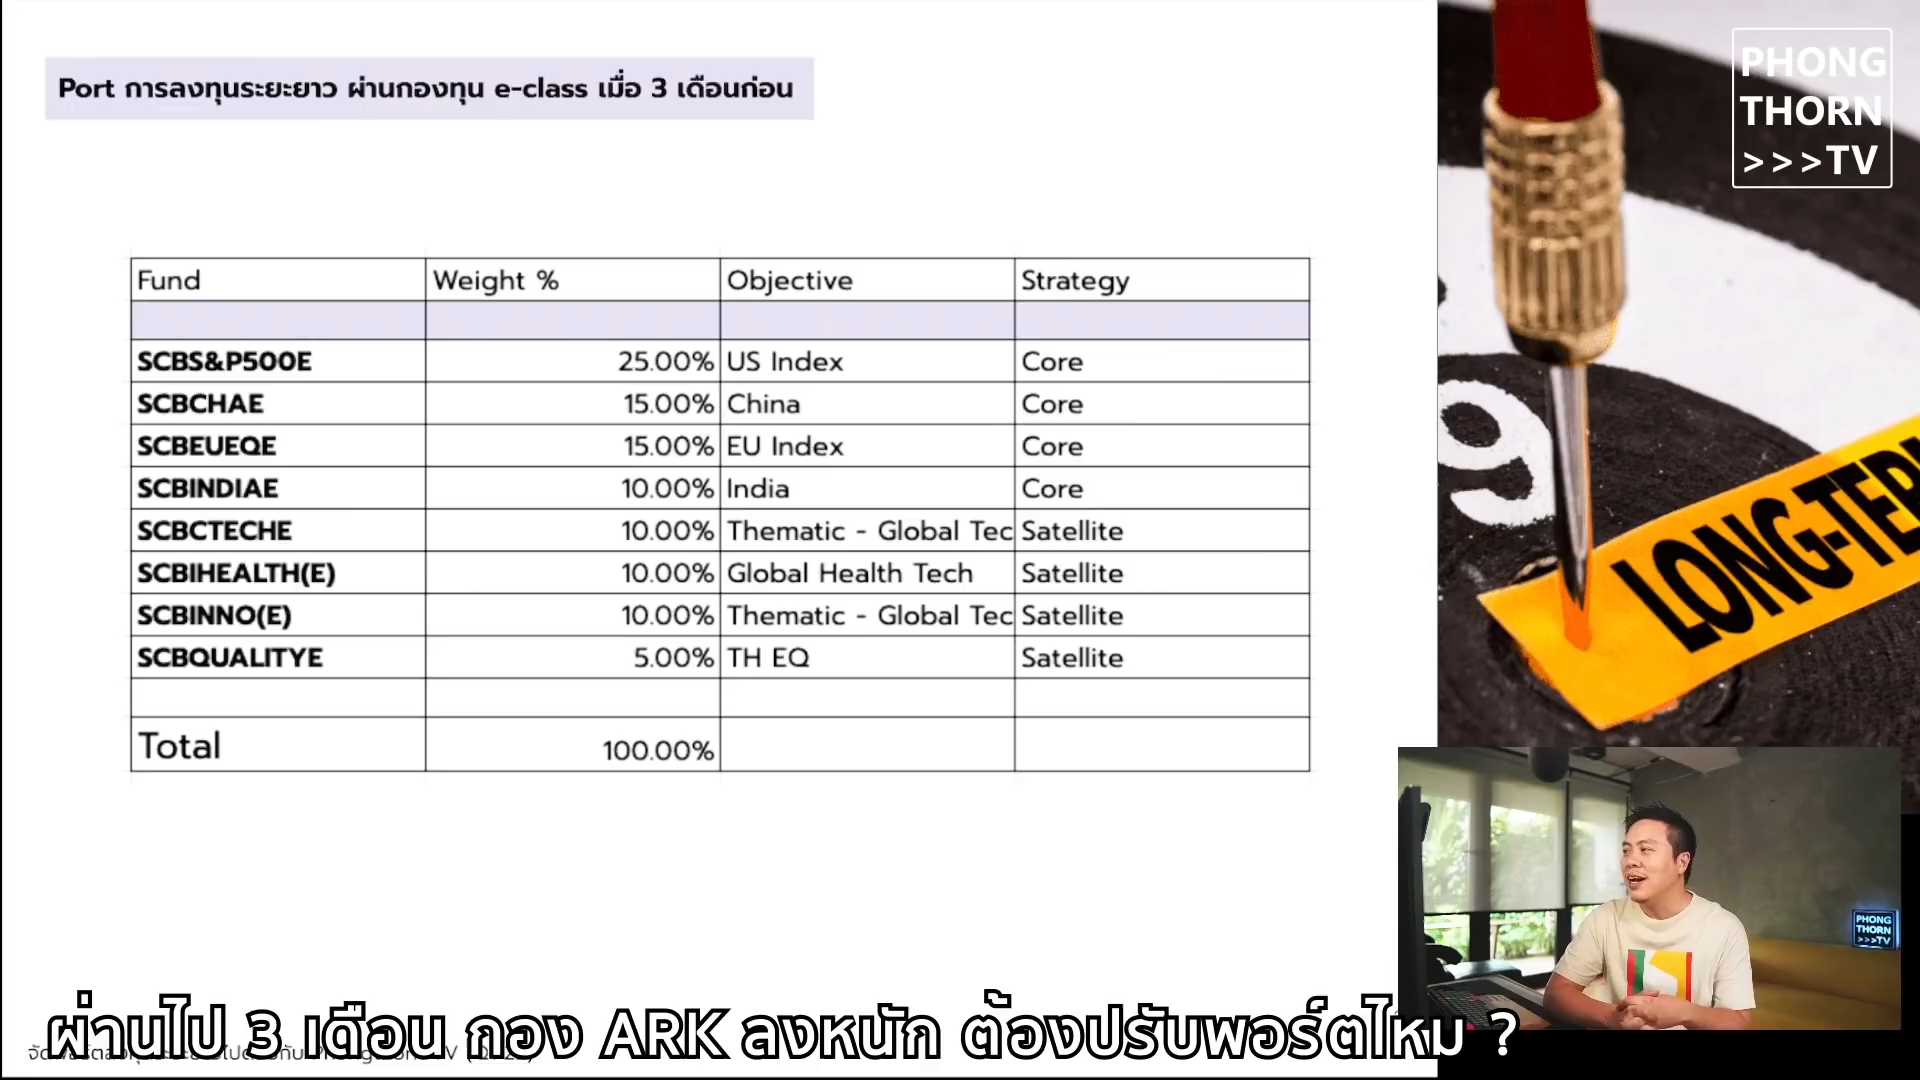 Port การลงทุนระยะยาว ผ่านกองทุน e-class เมื่อ 3 เดือนก่อน
PHONG
THORN
>>>TV
Fund Weight % Objective Strategy
SCBS&P500E 25.00% US Index Core
SCBCHAE 15.00% China Core
SCBEUEQE 15.00% EU Index Core
SCBINDIAE 10.00% India Core
SCBCTECHE 10.00% Thematic - Global Tec Satellite
SCBIHEALTH(E) 10.00% Global Health Tech Satellite
SCBINNO(E) 10.00% Thematic - Global Tec Satellite
SCBQUALITYE 5.00% TH EQ Satellite
Total 100.00%
9
LONG-TER
PHONG
THORN
>>>TV
ผ่านไป 3 เดือน กอง ARK ลงหนัก ต้องปรับพอร์ตไหม ?